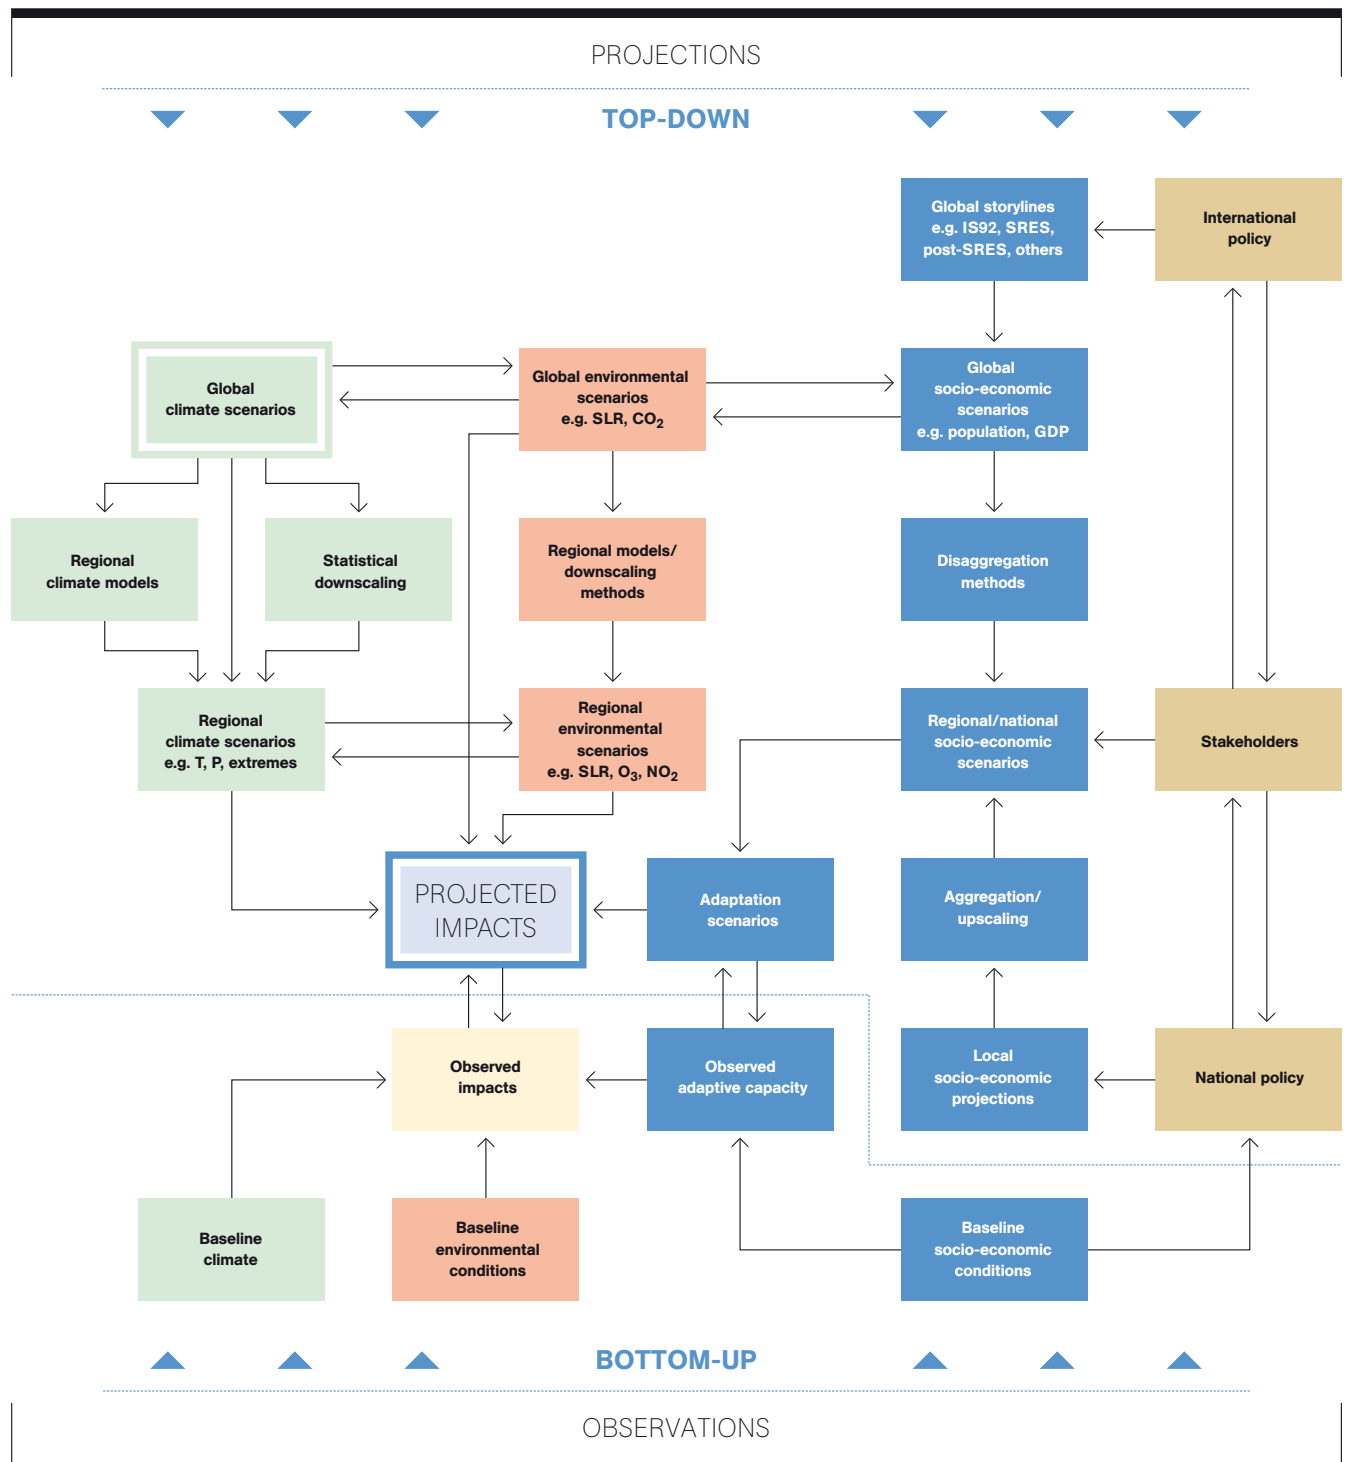 PROJECTIONS
TOP-DOWN
Global storylines
e.g. IS92, SRES,
post-SRES, others
International
policy
Global
climate scenarios
Global environmental
scenarios
e.g. SLR, CO₂
Global
socio-economic
scenarios
e.g. population, GDP
Regional
climate models
Statistical
downscaling
Regional models/
downscaling
methods
Disaggregation
methods
Regional
climate scenarios
e.g. T, P, extremes
Regional
environmental
scenarios
e.g. SLR, O₃, NO₂
Regional/national
socio-economic
scenarios
Stakeholders
PROJECTED
IMPACTS
Adaptation
scenarios
Aggregation/
upscaling
Observed
impacts
Observed
adaptive capacity
Local
socio-economic
projections
National policy
Baseline
climate
Baseline
environmental
conditions
Baseline
socio-economic
conditions
BOTTOM-UP
OBSERVATIONS